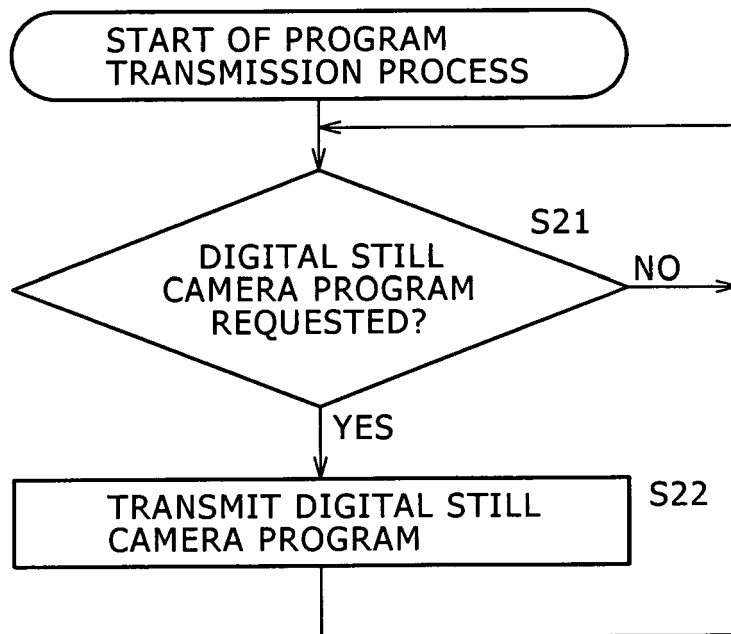 START OF PROGRAM
TRANSMISSION PROCESS
S21
DIGITAL STILL
CAMERA PROGRAM
REQUESTED?
NO
YES
TRANSMIT DIGITAL STILL
CAMERA PROGRAM
S22